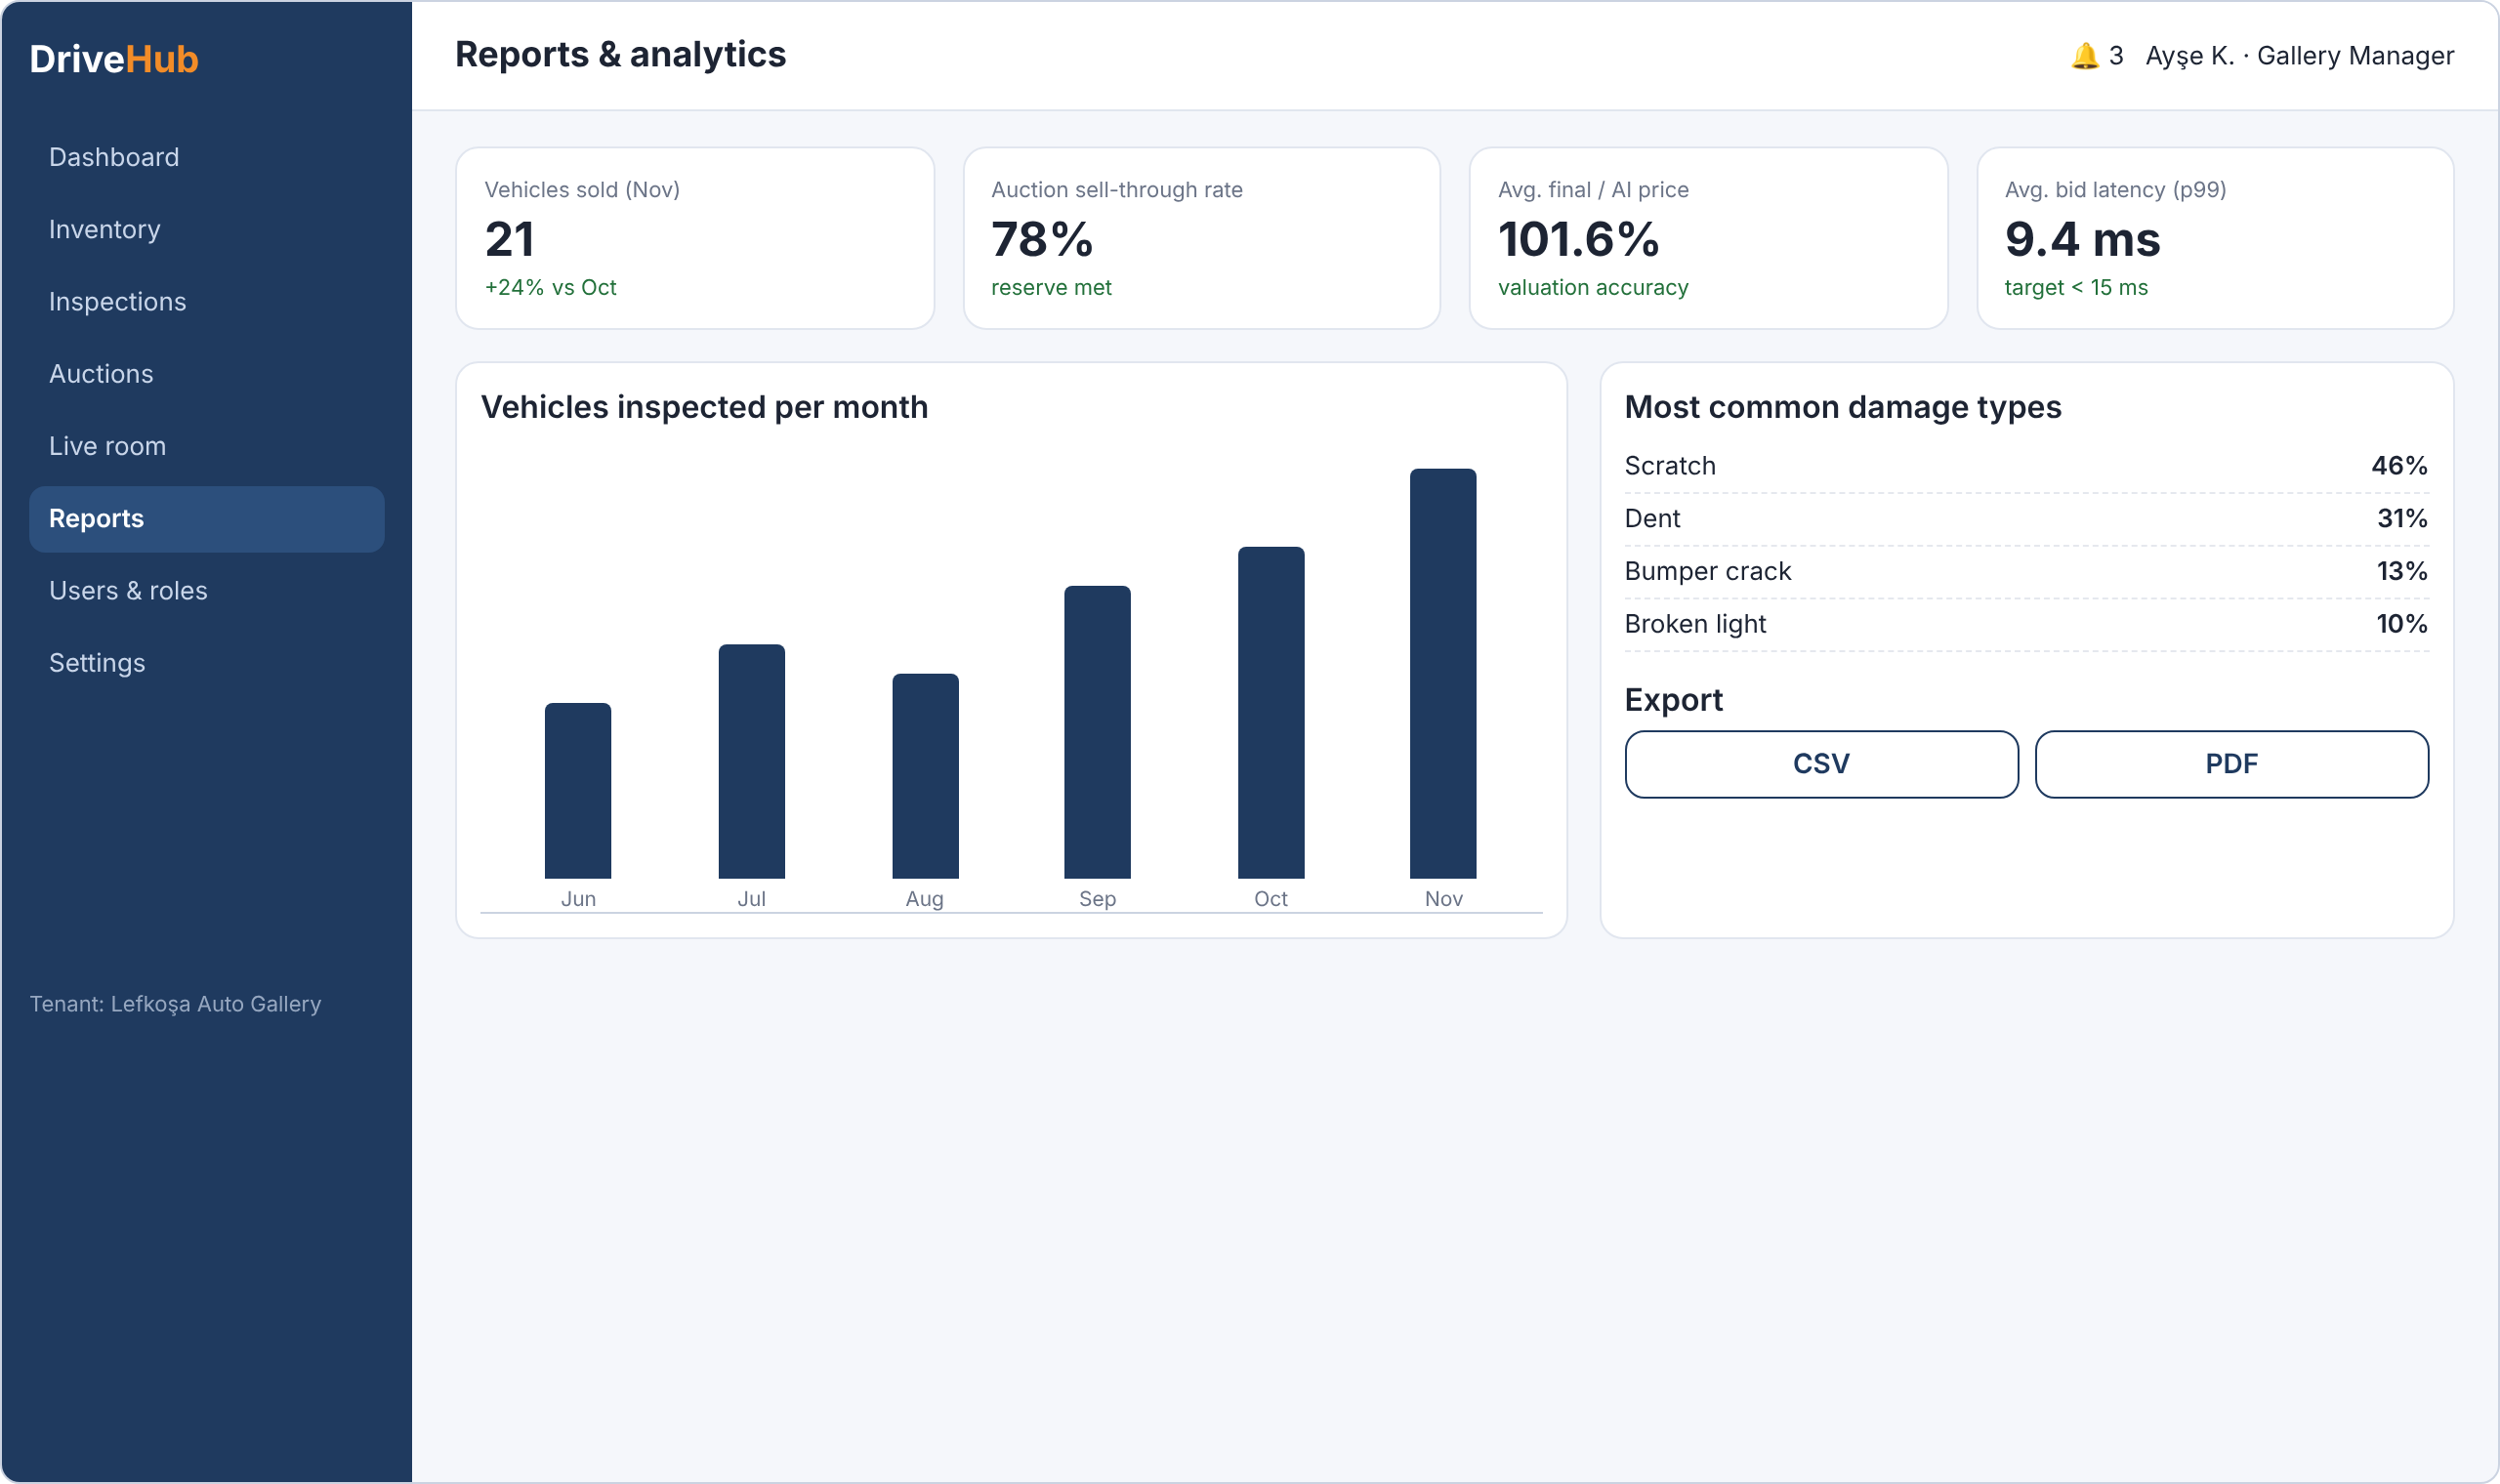 DriveHub
Dashboard
Inventory
Inspections
Auctions
Live room
Reports
Users & roles
Settings
Tenant: Lefkoşa Auto Gallery
Reports & analytics
🔔 3 Ayşe K. · Gallery Manager
Vehicles sold (Nov)
21
+24% vs Oct
Auction sell-through rate
78%
reserve met
Avg. final / AI price
101.6%
valuation accuracy
Avg. bid latency (p99)
9.4 ms
target < 15 ms
Vehicles inspected per month
Jun Jul Aug Sep Oct Nov
Most common damage types
Scratch 46%
Dent 31%
Bumper crack 13%
Broken light 10%
Export
CSV PDF